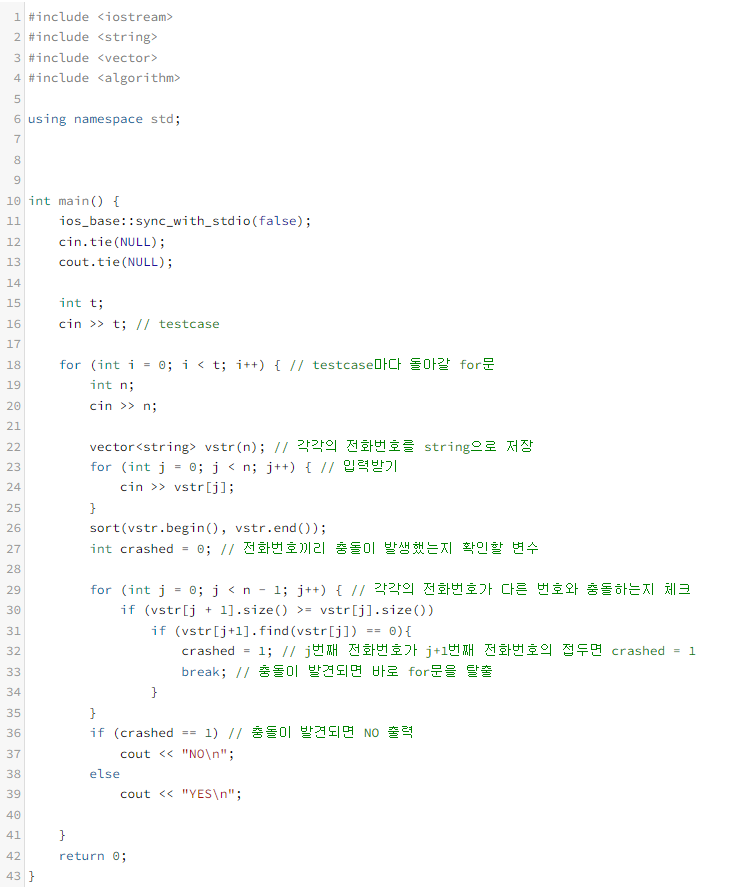 1 #include <iostream>
2 #include <string>
3 #include <vector>
4 #include <algorithm>
5
6 using namespace std;
7
8
9
10 int main() {
11     ios_base::sync_with_stdio(false);
12     cin.tie(NULL);
13     cout.tie(NULL);
14
15     int t;
16     cin >> t; // testcase
17
18     for (int i = 0; i < t; i++) { // testcase마다 돌아갈 for문
19         int n;
20         cin >> n;
21
22         vector<string> vstr(n); // 각각의 전화번호를 string으로 저장
23         for (int j = 0; j < n; j++) { // 입력받기
24             cin >> vstr[j];
25         }
26         sort(vstr.begin(), vstr.end());
27         int crashed = 0; // 전화번호끼리 충돌이 발생했는지 확인할 변수
28
29         for (int j = 0; j < n - 1; j++) { // 각각의 전화번호가 다른 번호와 충돌하는지 체크
30             if (vstr[j + 1].size() >= vstr[j].size())
31                 if (vstr[j+1].find(vstr[j]) == 0){
32                     crashed = 1; // j번째 전화번호가 j+1번째 전화번호의 접두면 crashed = 1
33                     break; // 충돌이 발견되면 바로 for문을 탈출
34                 }
35         }
36         if (crashed == 1) // 충돌이 발견되면 NO 출력
37             cout << "NO\n";
38         else
39             cout << "YES\n";
40
41     }
42     return 0;
43 }